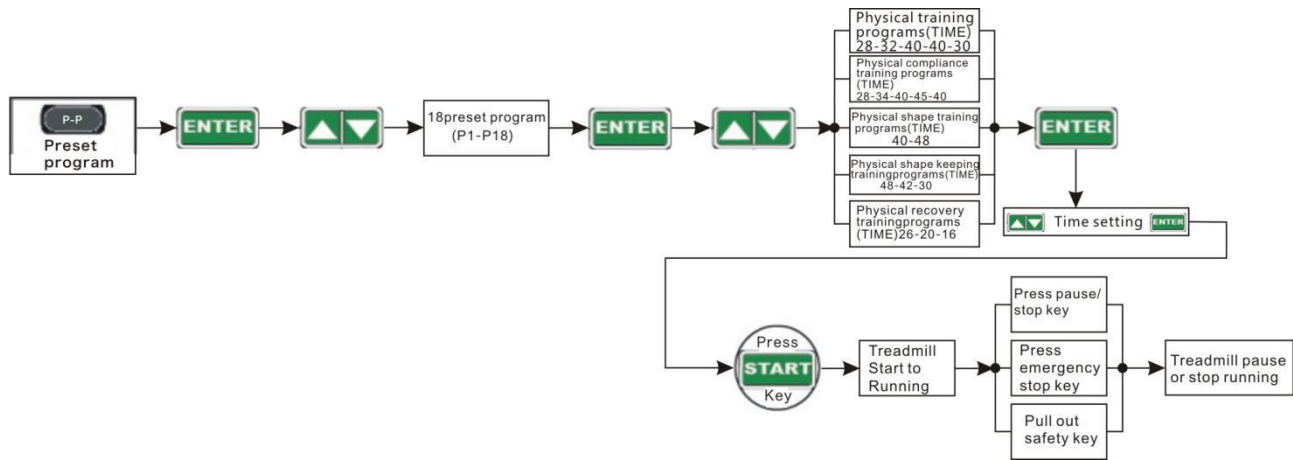 P-P
Preset
program
ENTER
18preset program
(P1-P18)
ENTER
Physical training
programs(TIME)
28-32-40-40-30
Physical compliance
training programs
(TIME)
28-34-40-45-40
Physical shape training
programs(TIME)
40-48
Physical shape keeping
trainingprograms(TIME)
48-42-30
Physical recovery
trainingprograms
(TIME)26-20-16
ENTER
Time setting ENTER
Press
START
Key
Treadmill
Start to
Running
Press pause/
stop key
Press
emergency
stop key
Pull out
safety key
Treadmill pause
or stop running